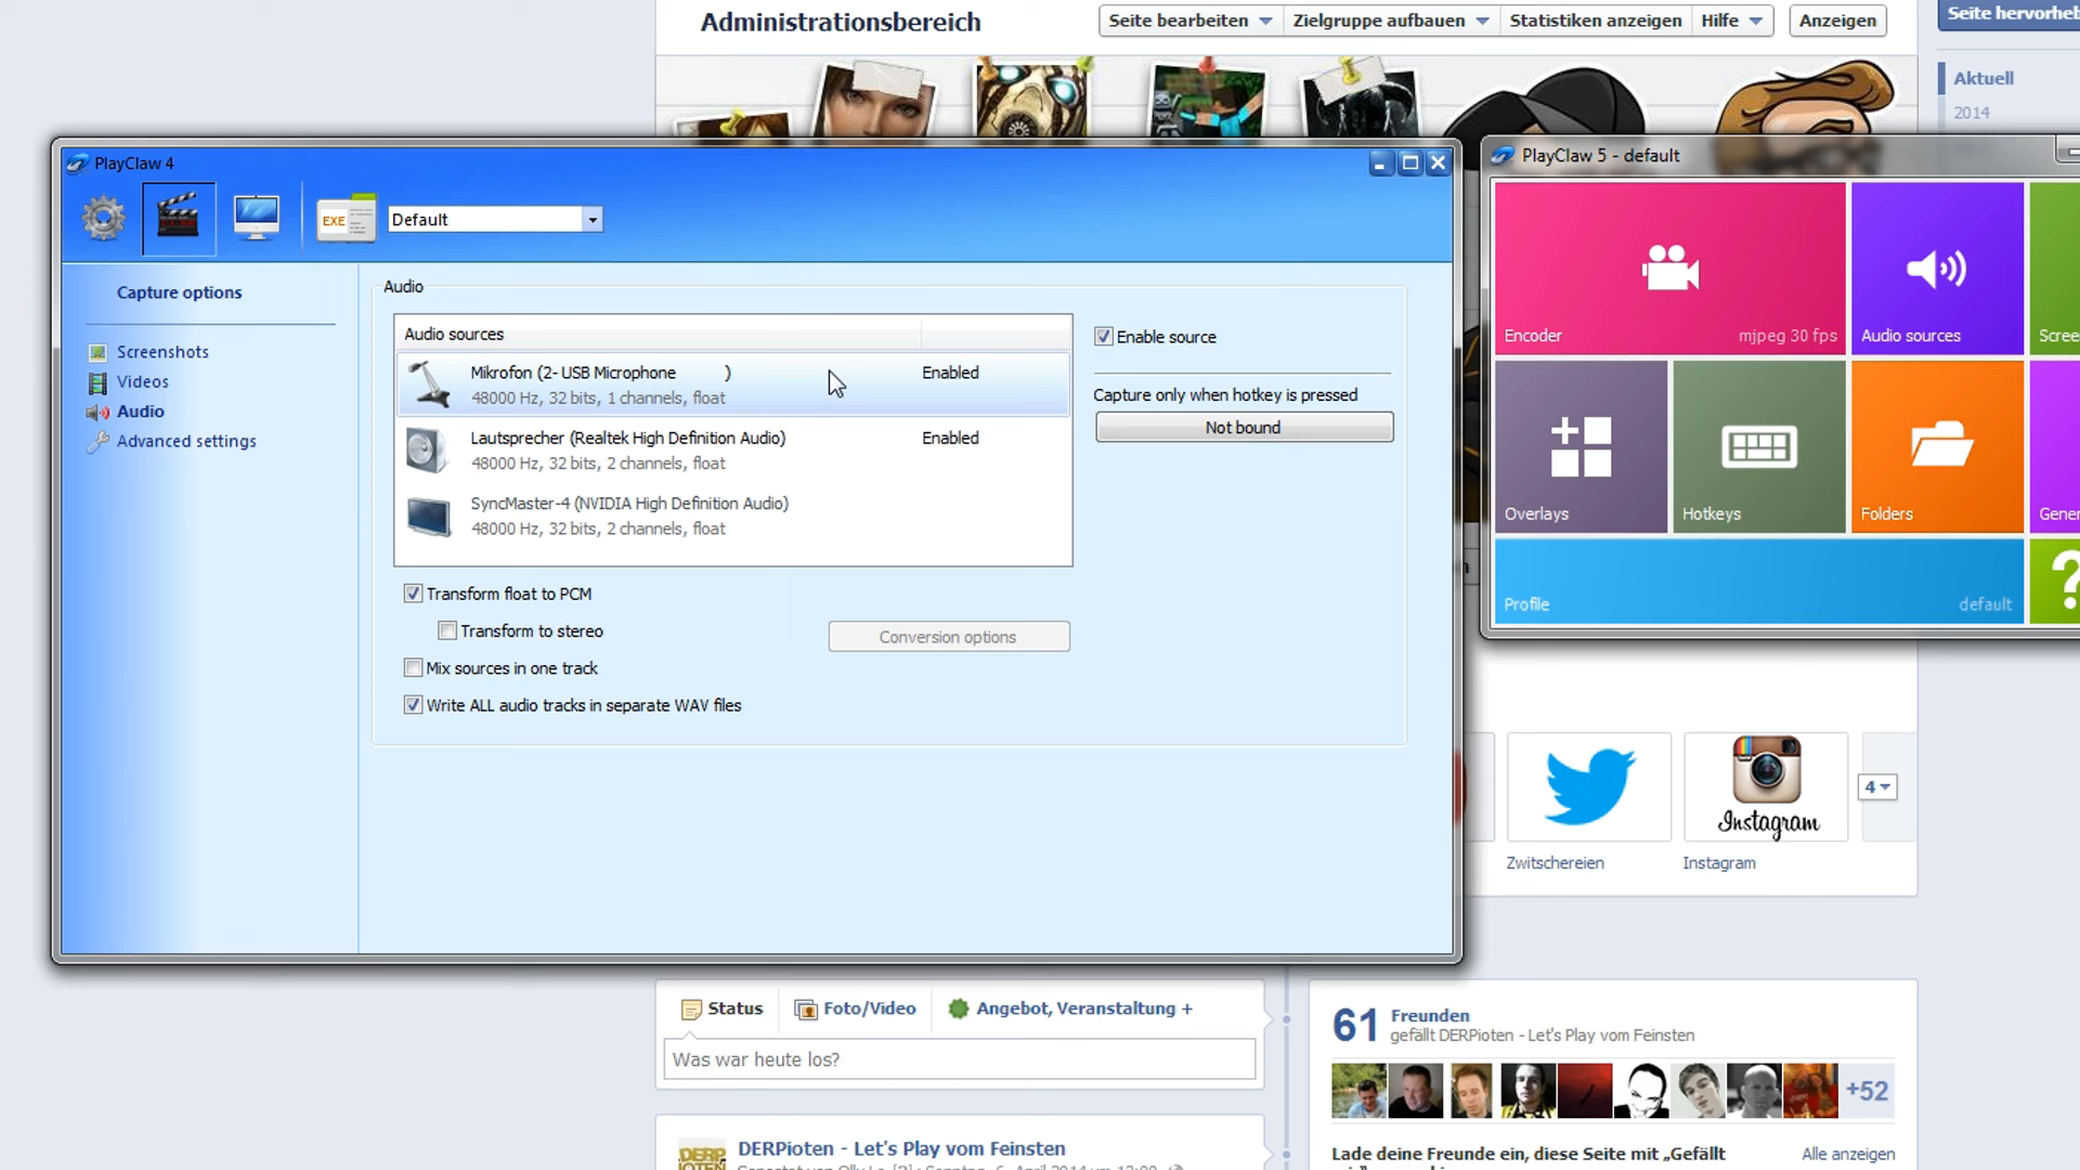 Administrationsbereich
Seite bearbeiten
Zielgruppe aufbauen
Statistiken anzeigen
Hilfe
Anzeigen
Seite hervorheb
Aktuell
2014
PlayClaw 4
EXE
Default
Capture options
Screenshots
Videos
Audio
Advanced settings
Audio
Audio sources
Mikrofon (2- USB Microphone )
Enabled
48000 Hz, 32 bits, 1 channels, float
Lautsprecher (Realtek High Definition Audio)
Enabled
48000 Hz, 32 bits, 2 channels, float
SyncMaster-4 (NVIDIA High Definition Audio)
48000 Hz, 32 bits, 2 channels, float
Enable source
Capture only when hotkey is pressed
Not bound
Transform float to PCM
Transform to stereo
Conversion options
Mix sources in one track
Write ALL audio tracks in separate WAV files
PlayClaw 5 - default
Encoder
mjpeg 30 fps
Audio sources
Scree
Overlays
Hotkeys
Folders
Gener
Profile
default
?
Instagram
4
Zwitschereien
Instagram
Status
Foto/Video
Angebot, Veranstaltung +
Was war heute los?
61
Freunden
gefällt DERPioten - Let's Play vom Feinsten
+52
DERPioten - Let's Play vom Feinsten
DERP
Lade deine Freunde ein, diese Seite mit „Gefällt
Alle anzeigen